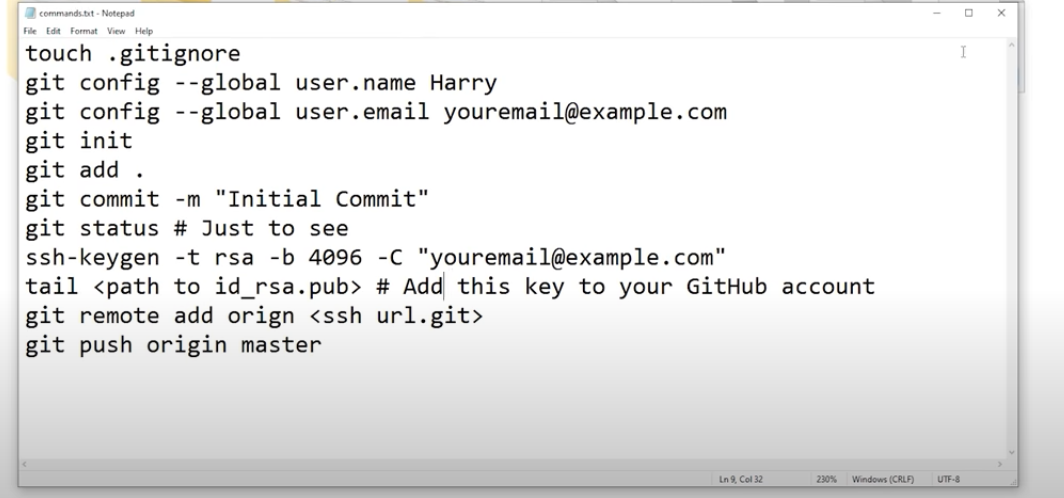 commands.txt - Notepad
File Edit Format View Help
touch .gitignore
git config --global user.name Harry
git config --global user.email youremail@example.com
git init
git add .
git commit -m "Initial Commit"
git status # Just to see
ssh-keygen -t rsa -b 4096 -C "youremail@example.com"
tail <path to id_rsa.pub> # Add this key to your GitHub account
git remote add orign <ssh url.git>
git push origin master
Ln 9, Col 32 230% Windows (CRLF) UTF-8